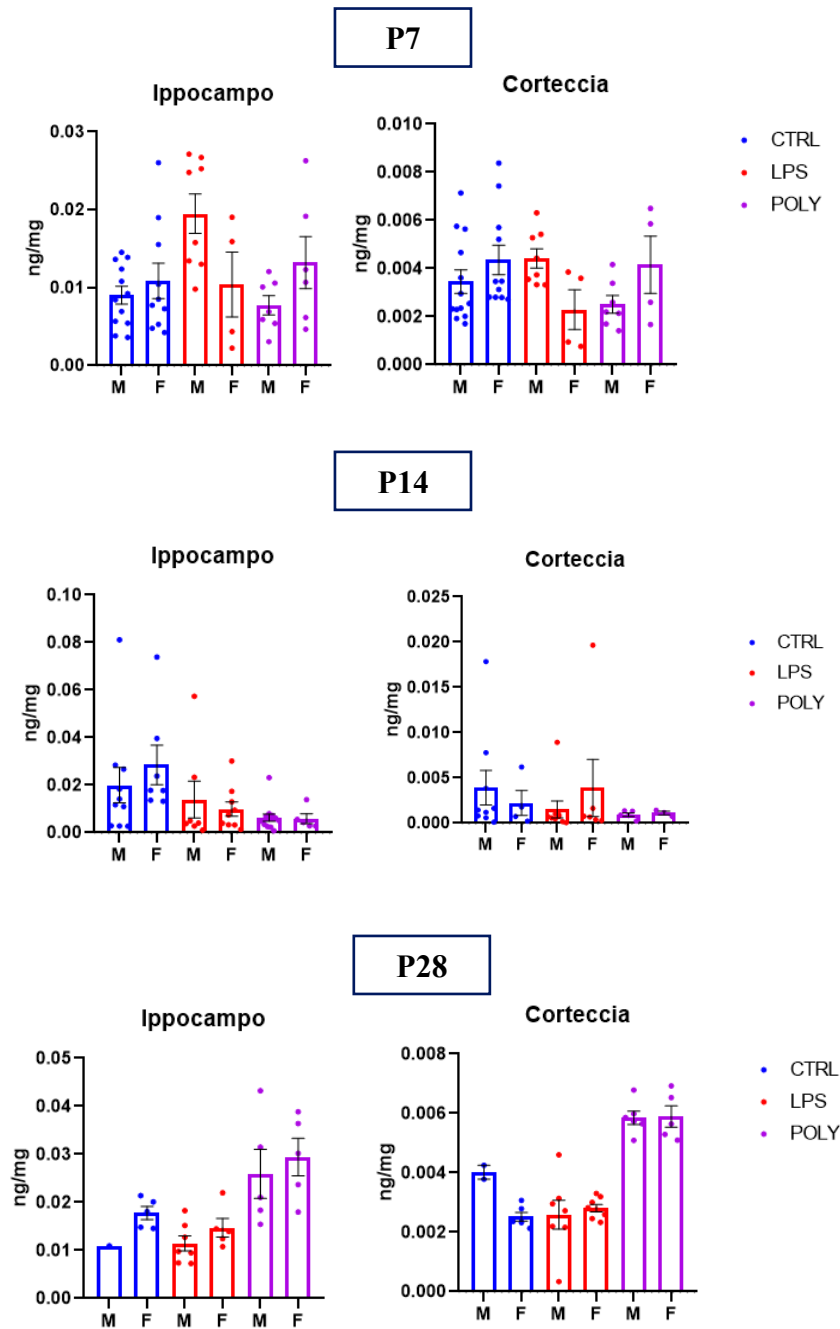 P7
Ippocampo
Corteccia
0.03
0.02
0.01
0.00
ng/mg
M F M F M F
0.010
0.008
0.006
0.004
0.002
0.000
ng/mg
M F M F M F
CTRL
LPS
POLY
P14
Ippocampo
Corteccia
0.10
0.08
0.06
0.04
0.02
0.00
ng/mg
M F M F M F
0.025
0.020
0.015
0.010
0.005
0.000
ng/mg
M F M F M F
CTRL
LPS
POLY
P28
Ippocampo
Corteccia
0.05
0.04
0.03
0.02
0.01
0.00
ng/mg
M F M F M F
0.008
0.006
0.004
0.002
0.000
ng/mg
M F M F M F
CTRL
LPS
POLY